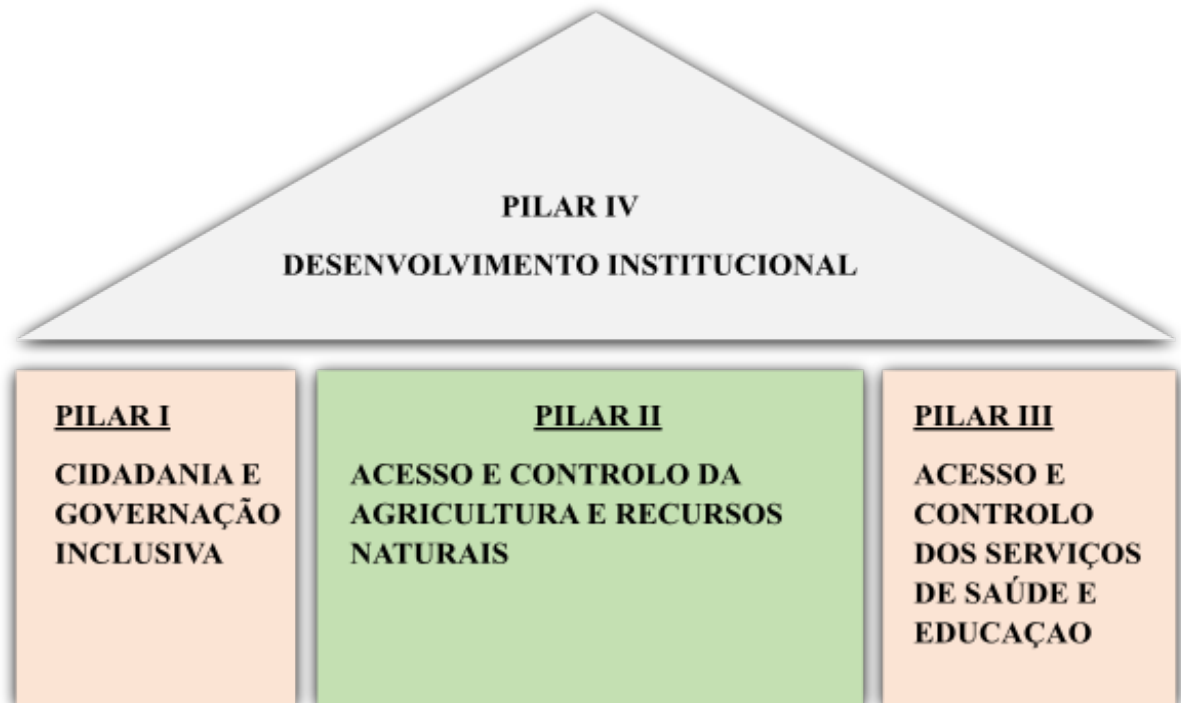 PILAR IV
DESENVOLVIMENTO INSTITUCIONAL
PILAR I
CIDADANIA E
GOVERNAÇÃO
INCLUSIVA
PILAR II
ACESSO E CONTROLO DA
AGRICULTURA E RECURSOS
NATURAIS
PILAR III
ACESSO E
CONTROLO
DOS SERVIÇOS
DE SAÚDE E
EDUCAÇAO